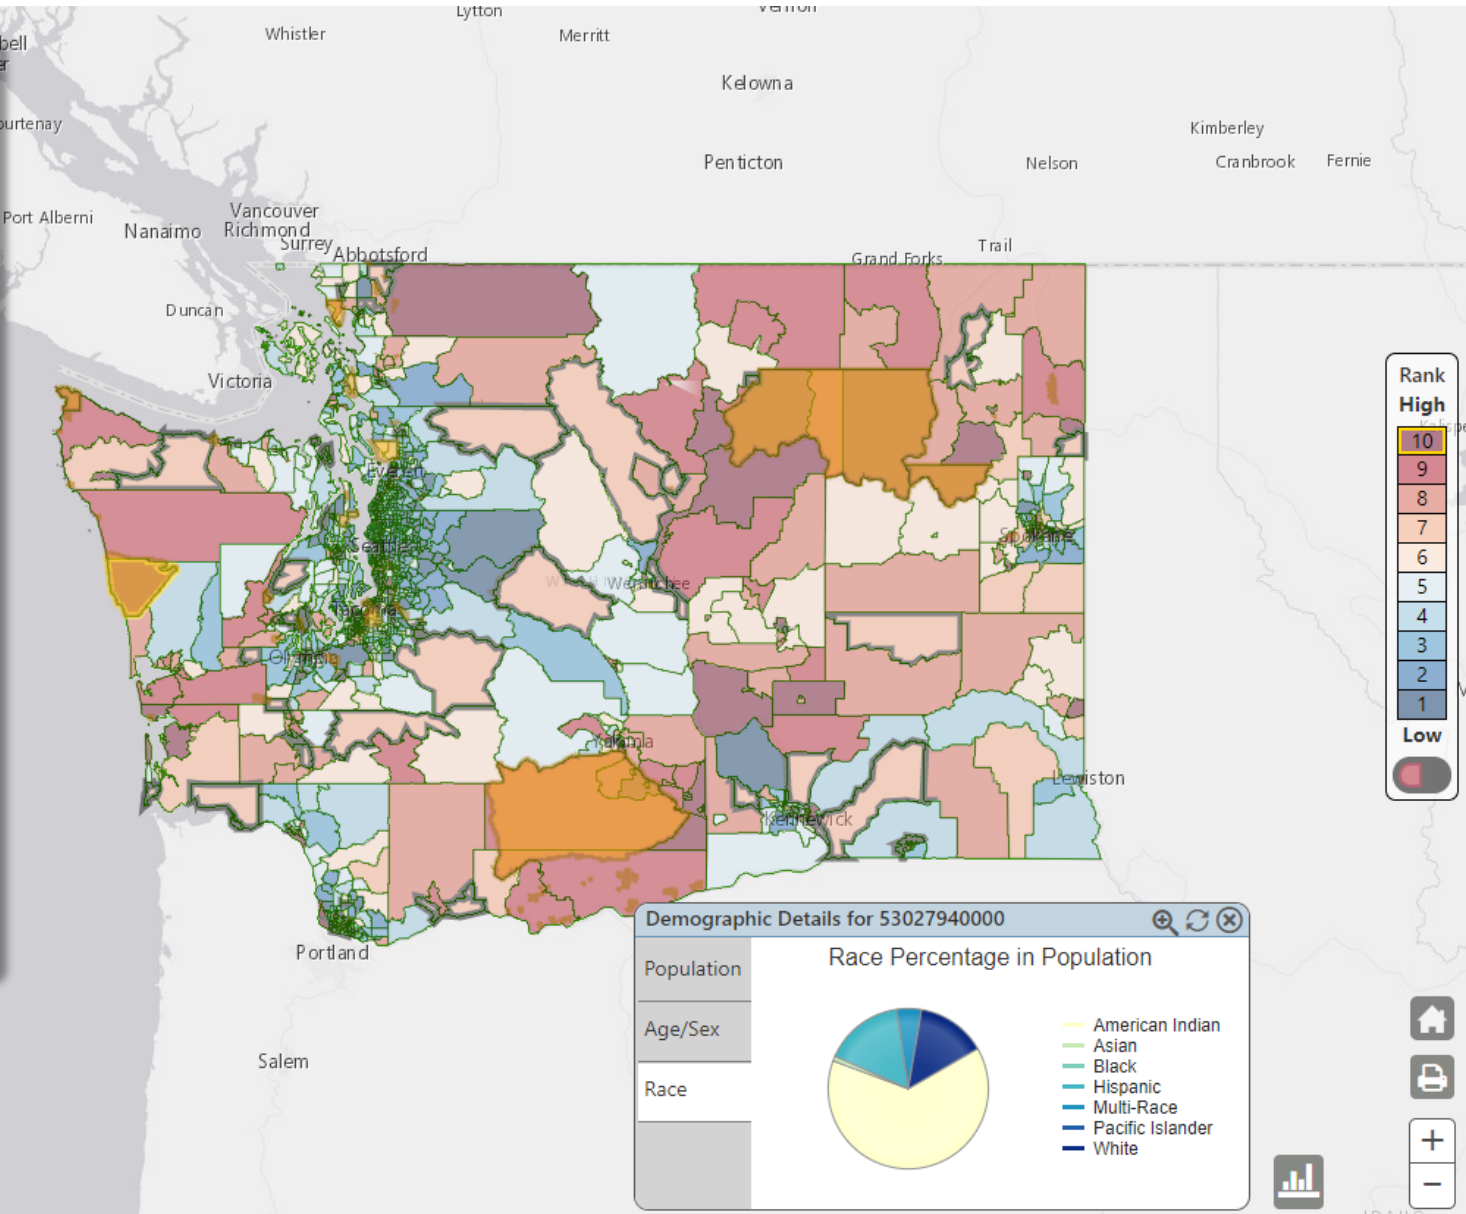 Lytton
Vernon
Whistler
Merritt
Kelowna
Kimberley
Penticton
Nelson
Cranbrook
Fernie
Port Alberni
Vancouver
Nanaimo
Richmond
Surrey
Abbotsford
Trail
Grand Forks
Duncan
Victoria
Everett
Seattle
Spokane
Wenatchee
Tacoma
Olympia
Yakima
Lewiston
Kennewick
Portland
Salem
Rank
High
10
9
8
7
6
5
4
3
2
1
Low
Demographic Details for 53027940000
Population
Age/Sex
Race
Race Percentage in Population
American Indian
Asian
Black
Hispanic
Multi-Race
Pacific Islander
White
+
−